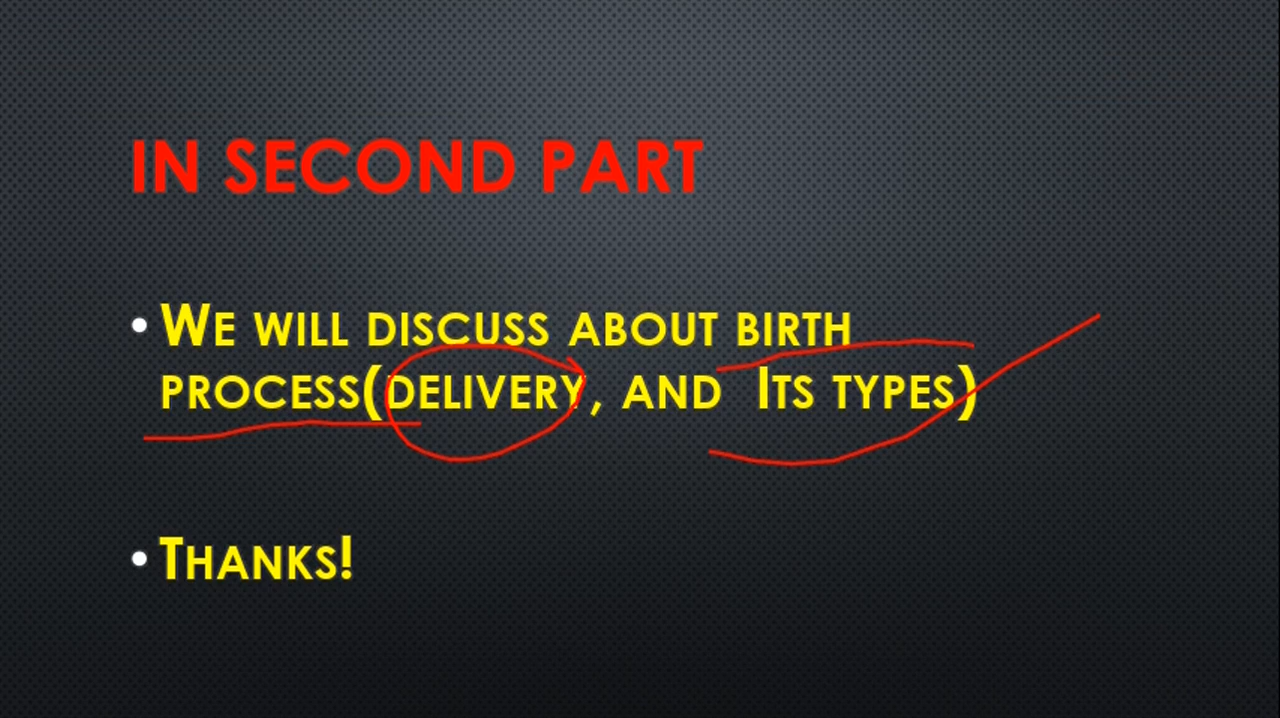 IN SECOND PART
• WE WILL DISCUSS ABOUT BIRTH
PROCESS(DELIVERY, AND ITS TYPES)
• THANKS!